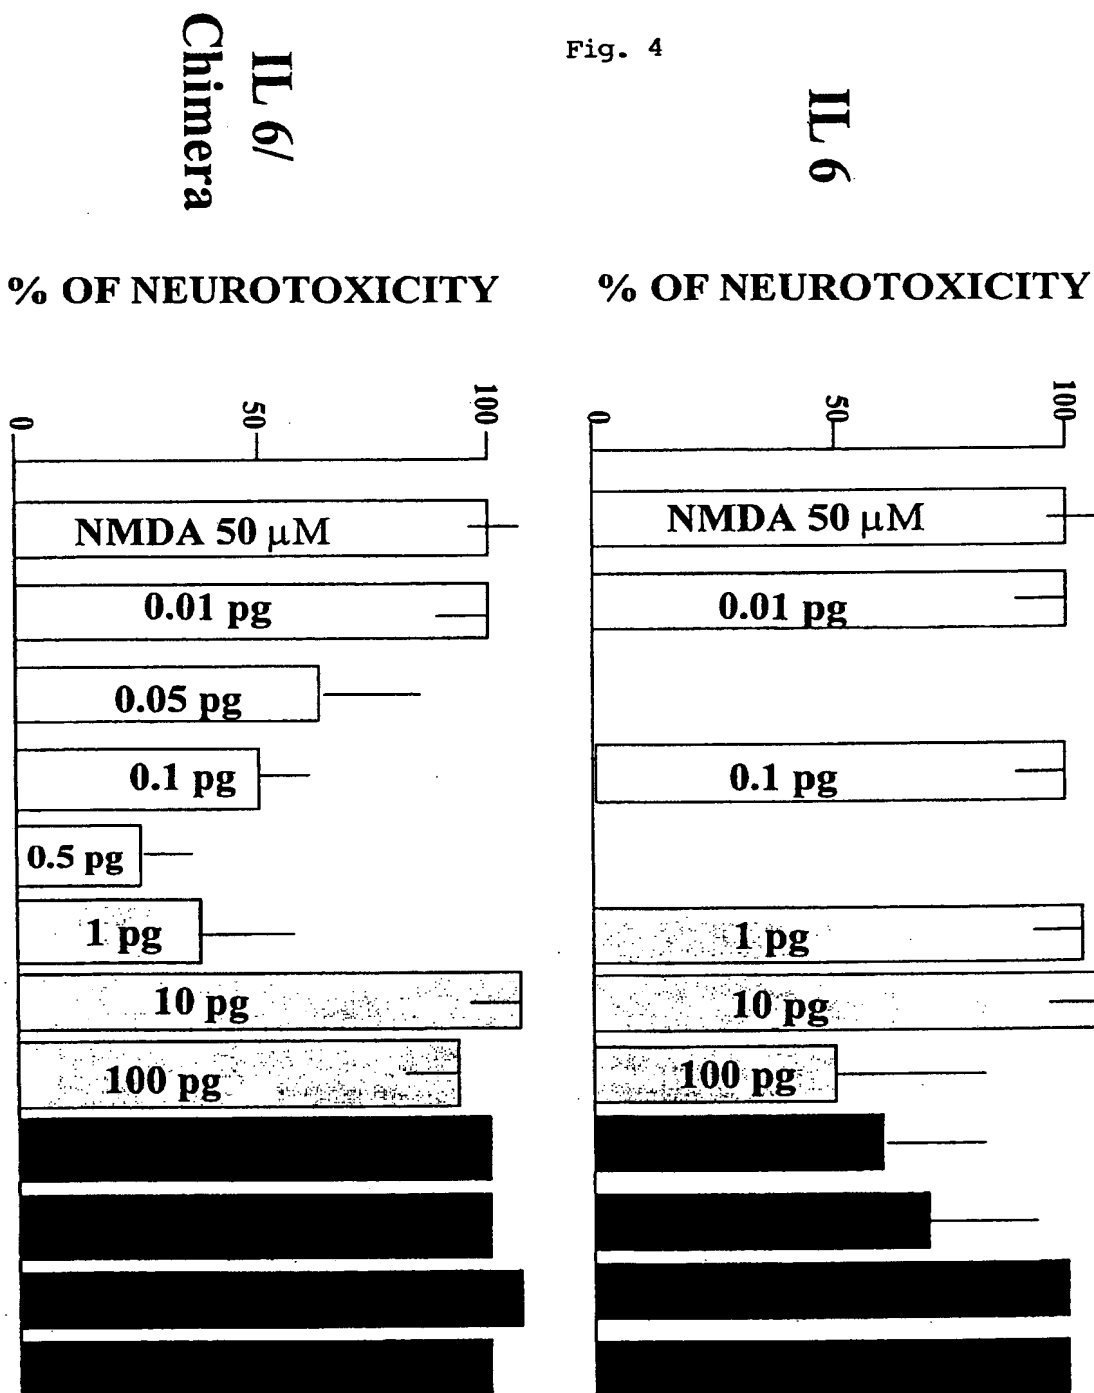 Fig. 4
IL 6/
Chimera
% OF NEUROTOXICITY
0
50
100
NMDA 50 μM
0.01 pg
0.05 pg
0.1 pg
0.5 pg
1 pg
10 pg
100 pg
IL 6
% OF NEUROTOXICITY
0
50
100
NMDA 50 μM
0.01 pg
0.1 pg
1 pg
10 pg
100 pg